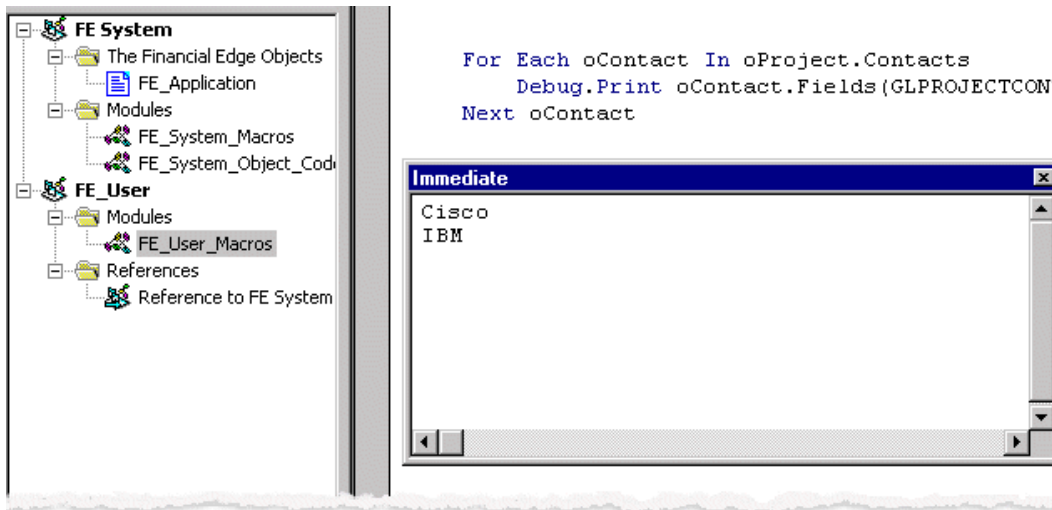 FE System
The Financial Edge Objects
FE_Application
Modules
FE_System_Macros
FE_System_Object_Cod
FE_User
Modules
FE_User_Macros
References
Reference to FE System
For Each oContact In oProject.Contacts
Debug.Print oContact.Fields(GLPROJECTCON
Next oContact
Immediate
Cisco
IBM